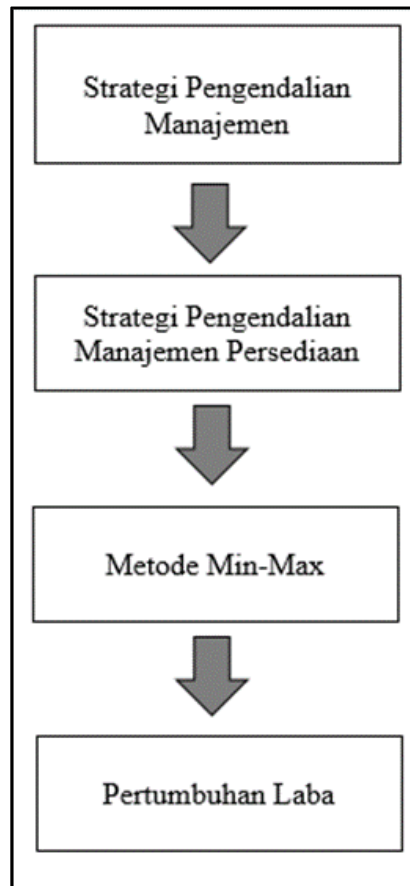 Strategi Pengendalian
Manajemen
Strategi Pengendalian
Manajemen Persediaan
Metode Min-Max
Pertumbuhan Laba